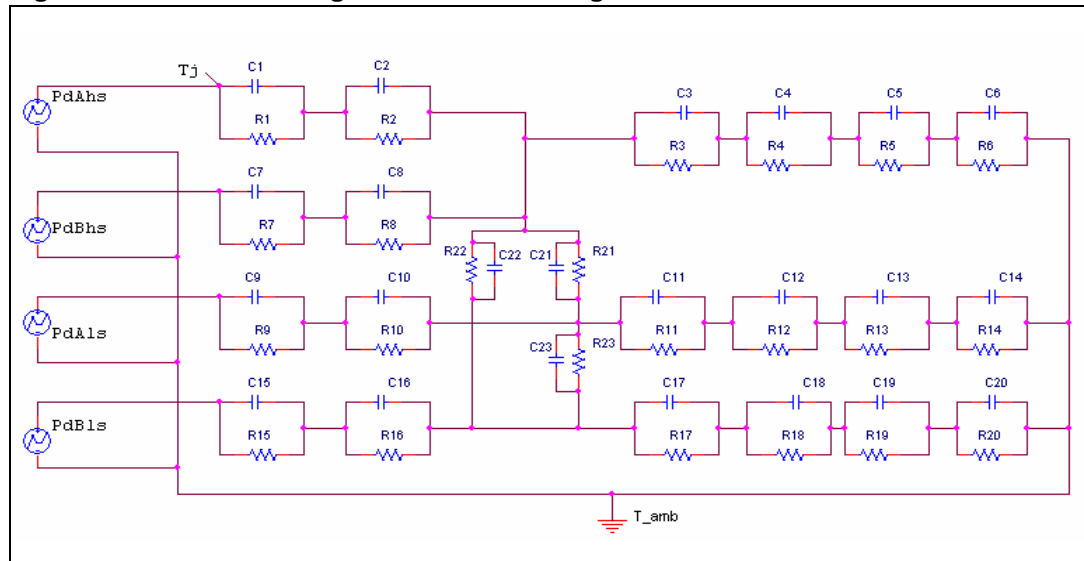 Tj
C1 C2
PdAhs
C3 C4 C5 C6
R1 R2
R3 R4 R5 R6
C7 C8
PdBhs
R7 R8
R22 C22 C21 R21
C9 C10 C11 C12 C13 C14
PdAls
R9 R10 R11 R12 R13 R14
C23 R23
C15 C16 C17 C18 C19 C20
PdBls
R15 R16 R17 R18 R19 R20
T_amb